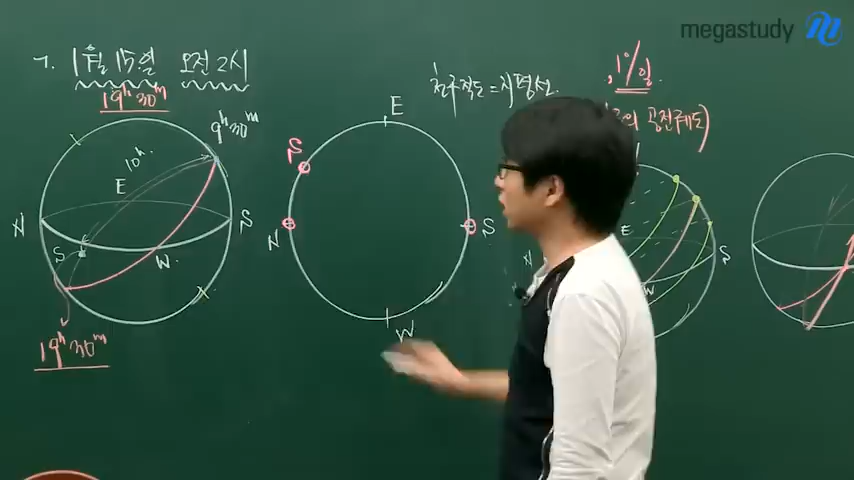 megastudy
7. 1월 15일 오전 2시
19ʰ 30ᵐ
9ʰ 30ᵐ
10ʰ
E
N
S
S
W
19ʰ 30ᵐ
천구적도 = 지평선
E
S
N
S
W
1%일.
공전궤도)
E
N
S
W